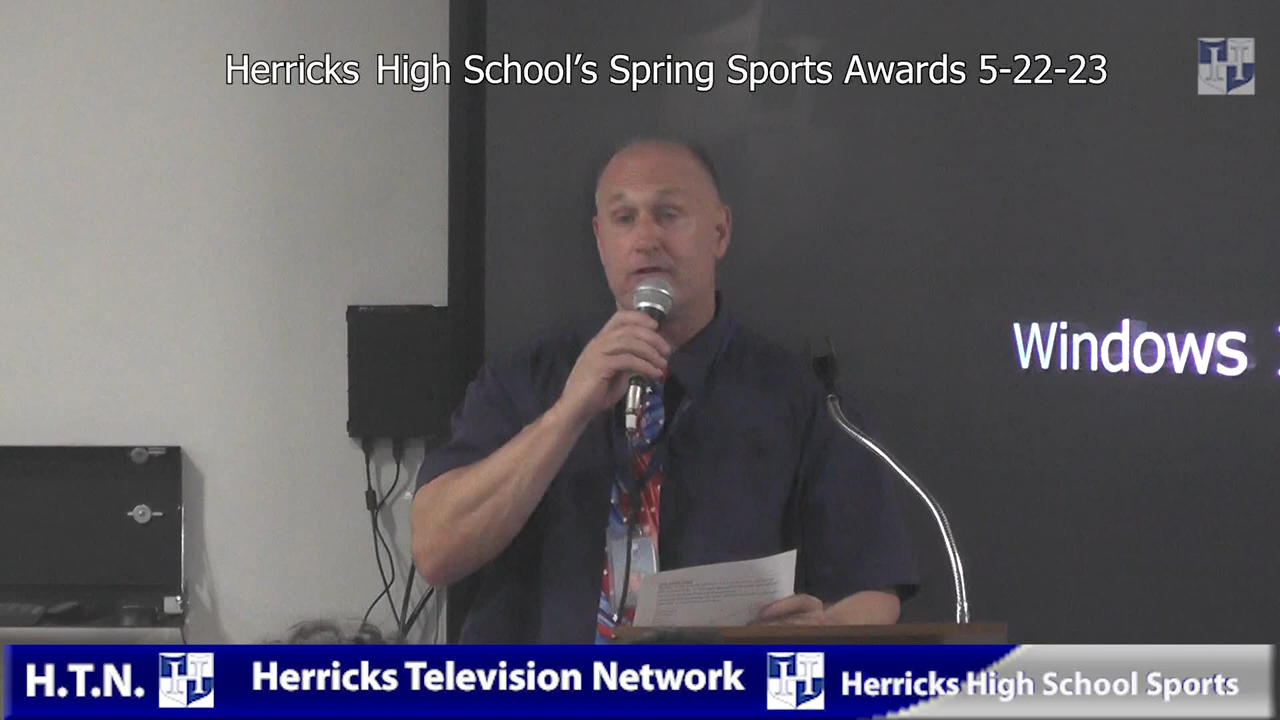 Herricks High School's Spring Sports Awards 5-22-23
Windows
H.T.N.
Herricks Television Network
Herricks High School Sports